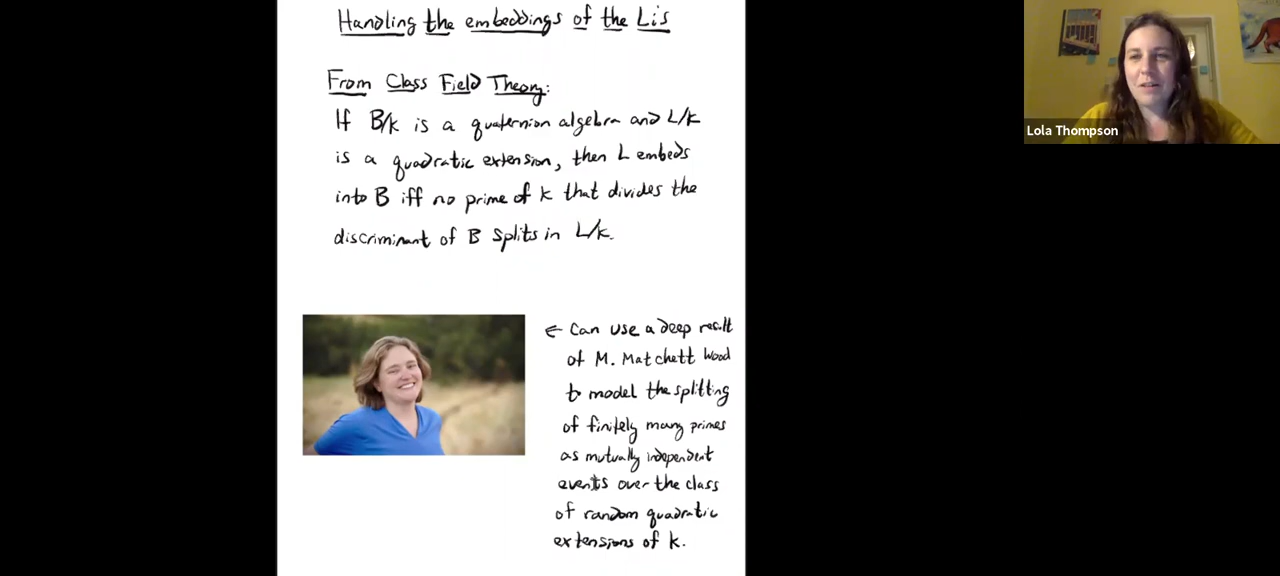 Handling the embeddings of the Lis
From Class Field Theory:
If B/k is a quaternion algebra and L/k
is a quadratic extension, then L embeds
into B iff no prime of k that divides the
discriminant of B splits in L/k.
← Can use a deep result
of M. Matchett Wood
to model the splitting
of finitely many primes
as mutually independent
events over the class
of random quadratic
extensions of k.
Lola Thompson